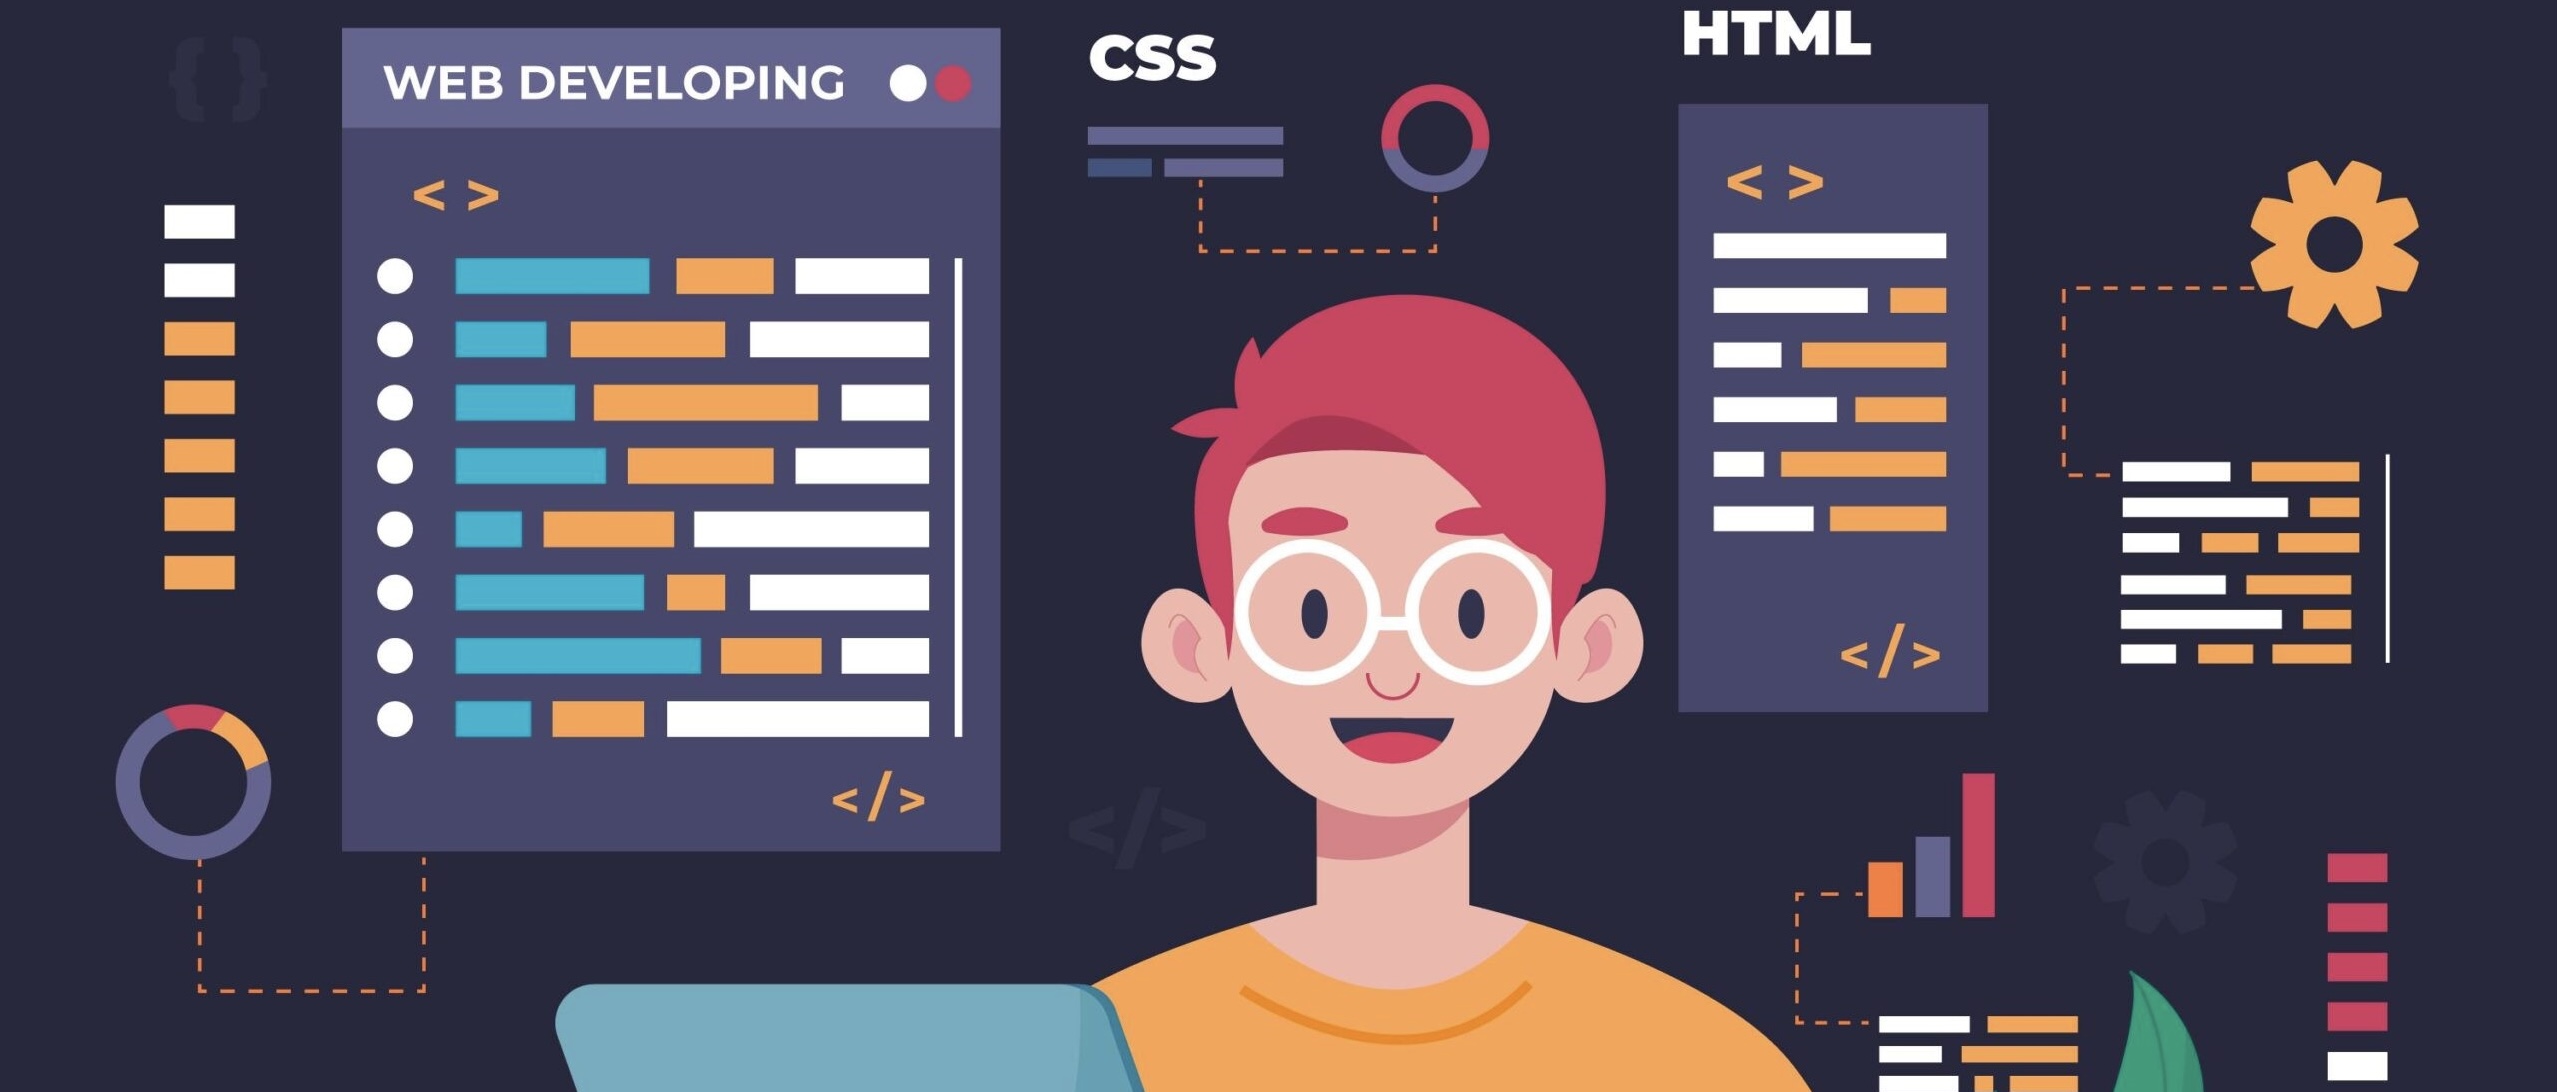 { }
WEB DEVELOPING
< >
</>
CSS
HTML
< >
</>
</>